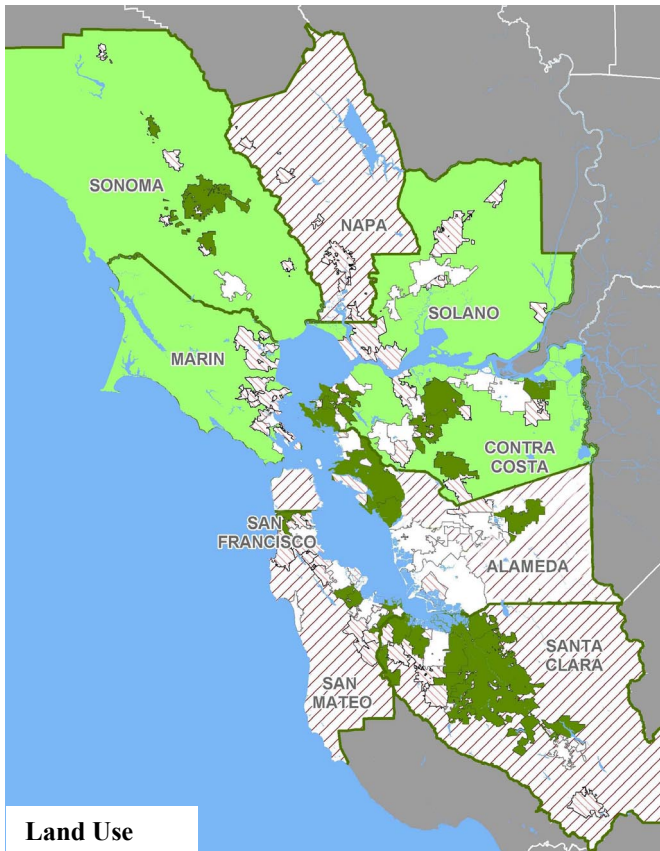 SONOMA
NAPA
SOLANO
MARIN
CONTRA
COSTA
SAN
FRANCISCO
ALAMEDA
SANTA
CLARA
SAN
MATEO
Land Use